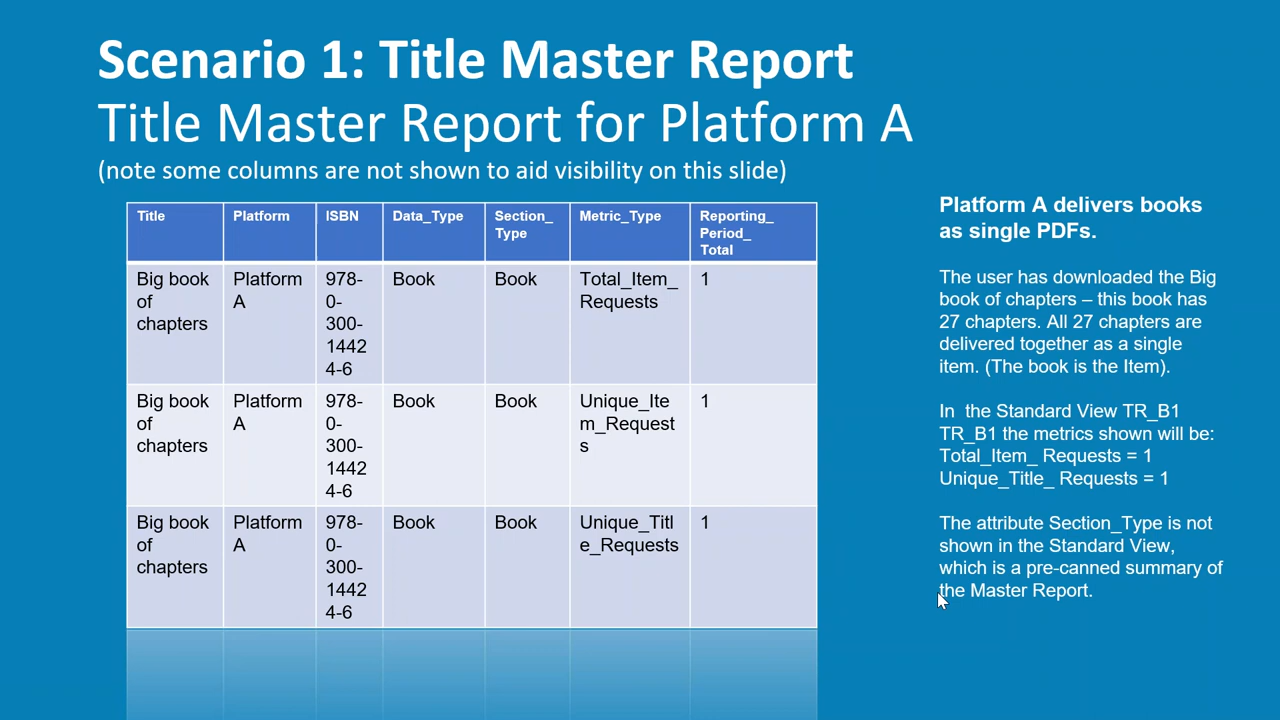 Scenario 1: Title Master Report
Title Master Report for Platform A
(note some columns are not shown to aid visibility on this slide)
Title Platform ISBN Data_Type Section_ Metric_Type Reporting_
Type Period_
Total
Big book Platform 978- Book Book Total_Item_ 1
of A 0- Requests
chapters 300-
1442
4-6
Big book Platform 978- Book Book Unique_Ite 1
of A 0- m_Request
chapters 300- s
1442
4-6
Big book Platform 978- Book Book Unique_Titl 1
of A 0- e_Requests
chapters 300-
1442
4-6
Platform A delivers books
as single PDFs.
The user has downloaded the Big
book of chapters – this book has
27 chapters. All 27 chapters are
delivered together as a single
item. (The book is the Item).
In the Standard View TR_B1
TR_B1 the metrics shown will be:
Total_Item_ Requests = 1
Unique_Title_ Requests = 1
The attribute Section_Type is not
shown in the Standard View,
which is a pre-canned summary of
the Master Report.